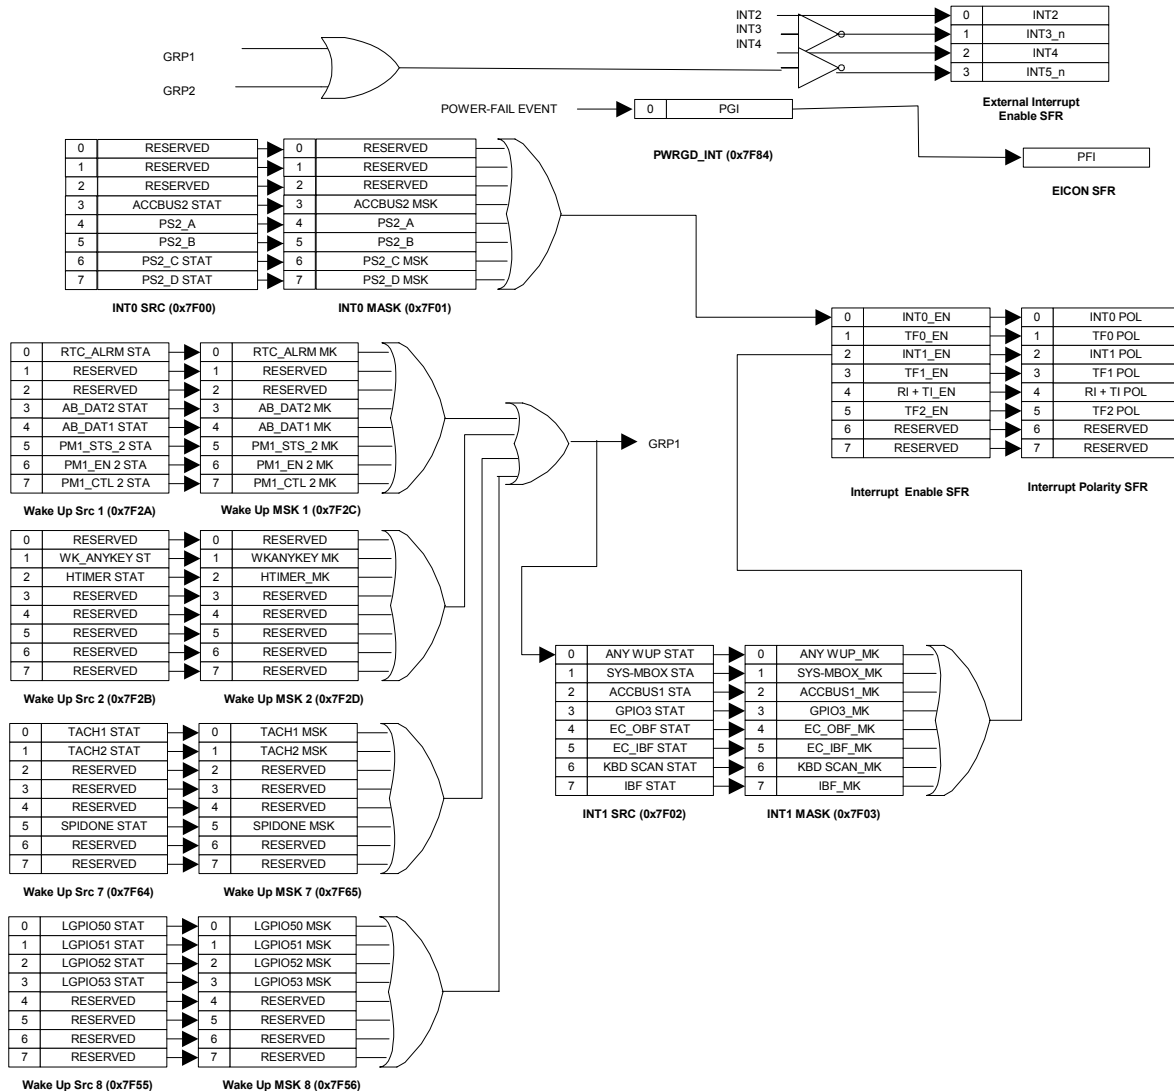 INT2
INT3
INT4
0 INT2
1 INT3_n
2 INT4
3 INT5_n
External Interrupt
Enable SFR
GRP1
GRP2
POWER-FAIL EVENT
0 PGI
PWRGD_INT (0x7F84)
PFI
EICON SFR
0 RESERVED 0 RESERVED
1 RESERVED 1 RESERVED
2 RESERVED 2 RESERVED
3 ACCBUS2 STAT 3 ACCBUS2 MSK
4 PS2_A 4 PS2_A
5 PS2_B 5 PS2_B
6 PS2_C STAT 6 PS2_C MSK
7 PS2_D STAT 7 PS2_D MSK
INT0 SRC (0x7F00) INT0 MASK (0x7F01)
0 INT0_EN 0 INT0 POL
1 TF0_EN 1 TF0 POL
2 INT1_EN 2 INT1 POL
3 TF1_EN 3 TF1 POL
4 RI + TI_EN 4 RI + TI POL
5 TF2_EN 5 TF2 POL
6 RESERVED 6 RESERVED
7 RESERVED 7 RESERVED
Interrupt Enable SFR Interrupt Polarity SFR
0 RTC_ALRM STA 0 RTC_ALRM MK
1 RESERVED 1 RESERVED
2 RESERVED 2 RESERVED
3 AB_DAT2 STAT 3 AB_DAT2 MK
4 AB_DAT1 STAT 4 AB_DAT1 MK
5 PM1_STS_2 STA 5 PM1_STS_2 MK
6 PM1_EN 2 STA 6 PM1_EN 2 MK
7 PM1_CTL 2 STA 7 PM1_CTL 2 MK
Wake Up Src 1 (0x7F2A) Wake Up MSK 1 (0x7F2C)
GRP1
0 RESERVED 0 RESERVED
1 WK_ANYKEY ST 1 WKANYKEY MK
2 HTIMER STAT 2 HTIMER_MK
3 RESERVED 3 RESERVED
4 RESERVED 4 RESERVED
5 RESERVED 5 RESERVED
6 RESERVED 6 RESERVED
7 RESERVED 7 RESERVED
Wake Up Src 2 (0x7F2B) Wake Up MSK 2 (0x7F2D)
0 ANY WUP STAT 0 ANY WUP_MK
1 SYS-MBOX STA 1 SYS-MBOX_MK
2 ACCBUS1 STA 2 ACCBUS1_MK
3 GPIO3 STAT 3 GPIO3_MK
4 EC_OBF STAT 4 EC_OBF_MK
5 EC_IBF STAT 5 EC_IBF_MK
6 KBD SCAN STAT 6 KBD SCAN_MK
7 IBF STAT 7 IBF_MK
INT1 SRC (0x7F02) INT1 MASK (0x7F03)
0 TACH1 STAT 0 TACH1 MSK
1 TACH2 STAT 1 TACH2 MSK
2 RESERVED 2 RESERVED
3 RESERVED 3 RESERVED
4 RESERVED 4 RESERVED
5 SPIDONE STAT 5 SPIDONE MSK
6 RESERVED 6 RESERVED
7 RESERVED 7 RESERVED
Wake Up Src 7 (0x7F64) Wake Up MSK 7 (0x7F65)
0 LGPIO50 STAT 0 LGPIO50 MSK
1 LGPIO51 STAT 1 LGPIO51 MSK
2 LGPIO52 STAT 2 LGPIO52 MSK
3 LGPIO53 STAT 3 LGPIO53 MSK
4 RESERVED 4 RESERVED
5 RESERVED 5 RESERVED
6 RESERVED 6 RESERVED
7 RESERVED 7 RESERVED
Wake Up Src 8 (0x7F55) Wake Up MSK 8 (0x7F56)